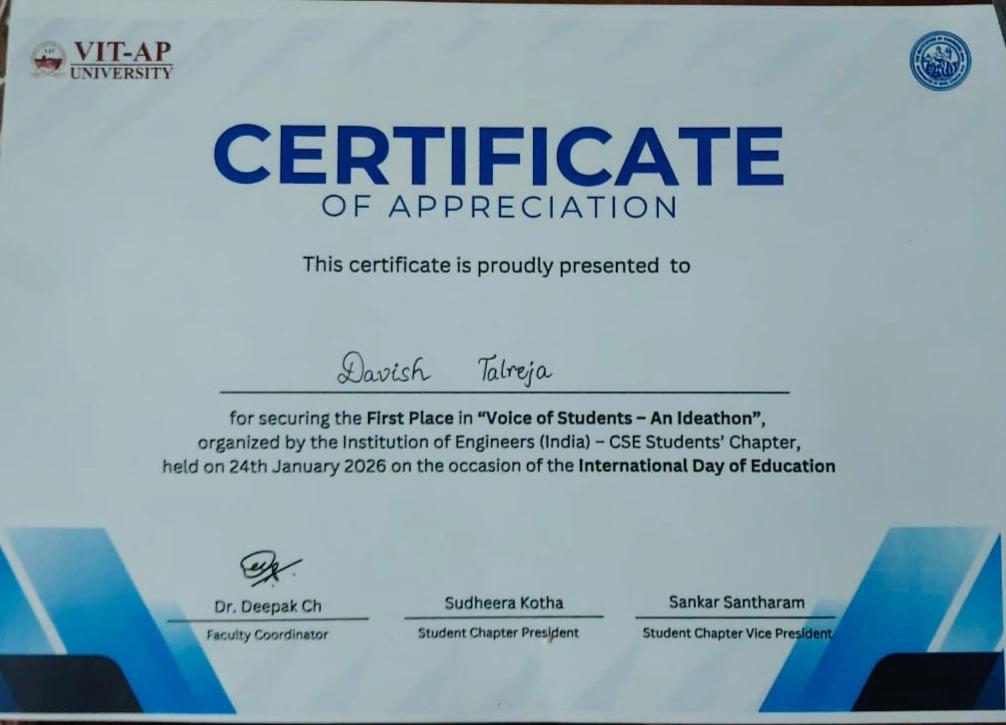 VIT-AP
UNIVERSITY
CERTIFICATE
OF APPRECIATION
This certificate is proudly presented to
Davish Talreja
for securing the First Place in “Voice of Students – An Ideathon”,
organized by the Institution of Engineers (India) – CSE Students’ Chapter,
held on 24th January 2026 on the occasion of the International Day of Education
Dr. Deepak Ch
Faculty Coordinator
Sudheera Kotha
Student Chapter President
Sankar Santharam
Student Chapter Vice President